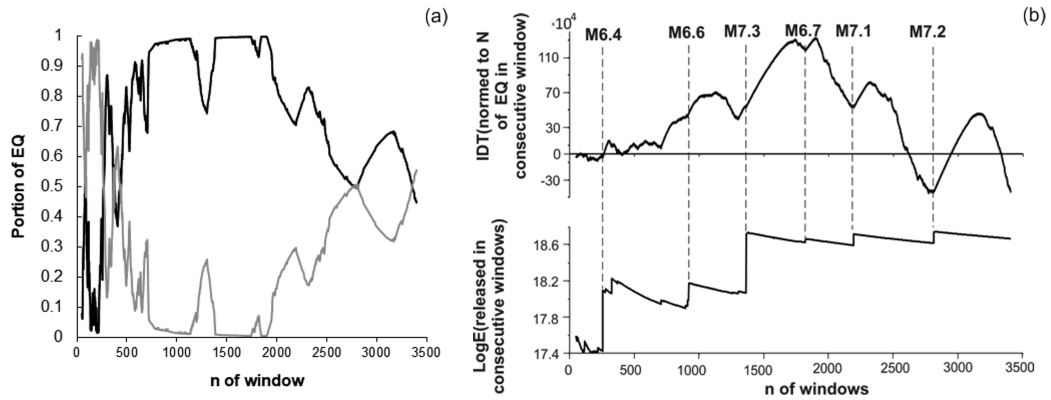 (a)
1
0.9
0.8
0.7
0.6
0.5
0.4
0.3
0.2
0.1
0
Portion of EQ
0 500 1000 1500 2000 2500 3000 3500
n of window
(b)
×10⁴
M6.4 M6.6 M7.3 M6.7 M7.1 M7.2
110
70
30
0
-30
IDT(normed to N
of EQ in
consecutive window)
18.6
18.2
17.8
17.4
LogE(released in
consecutive windows)
0 500 1000 1500 2000 2500 3000 3500
n of windows